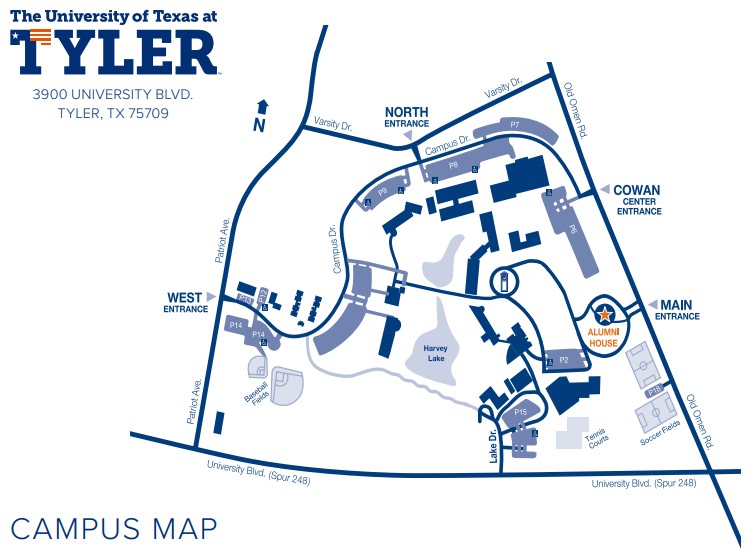 The University of Texas at
TYLER
3900 UNIVERSITY BLVD.
TYLER, TX 75709
N
Varsity Dr.
NORTH
ENTRANCE
Varsity Dr.
Old Omen Rd.
Campus Dr.
P7
P8
P9
P6
COWAN
CENTER
ENTRANCE
Patriot Ave.
Campus Dr.
WEST
ENTRANCE
P13
P12
P14
P14
MAIN
ENTRANCE
ALUMNI
HOUSE
Harvey
Lake
P2
P16
Baseball
Fields
Patriot Ave.
P15
Lake Dr.
Tennis
Courts
Soccer Fields
Old Omen Rd.
University Blvd. (Spur 248)
University Blvd. (Spur 248)
CAMPUS MAP